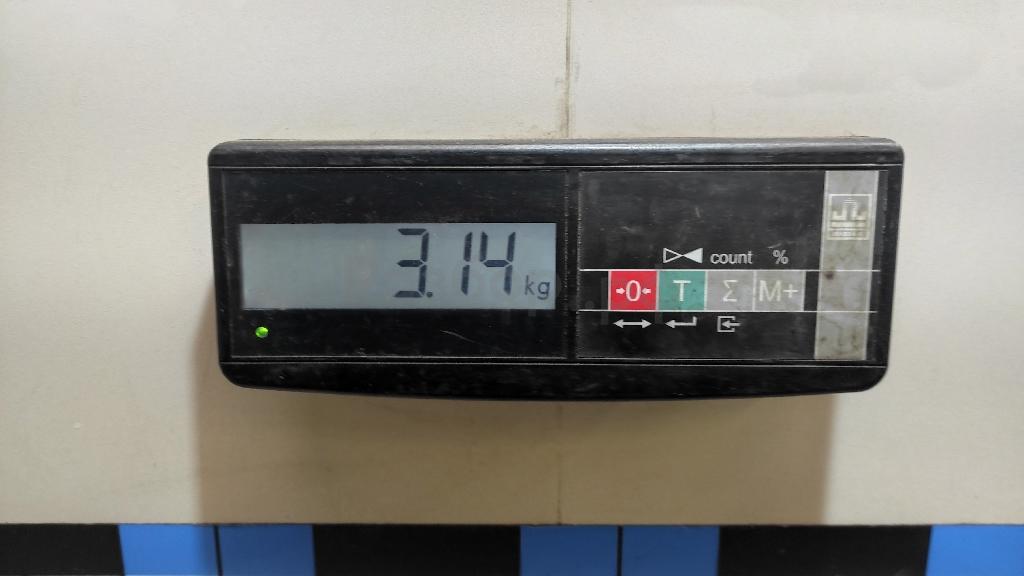 3.14 kg
count %
→0← T Σ M+